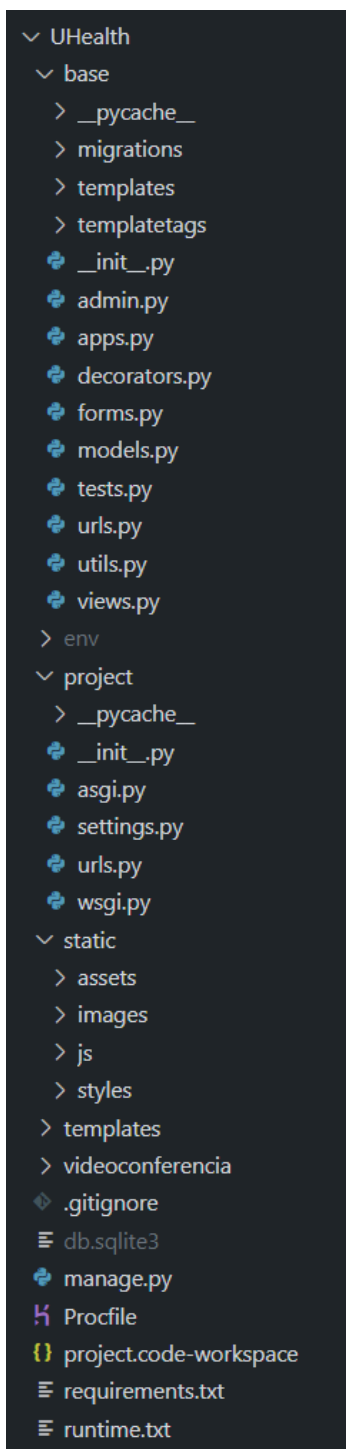 UHealth
base
__pycache__
migrations
templates
templatetags
__init__.py
admin.py
apps.py
decorators.py
forms.py
models.py
tests.py
urls.py
utils.py
views.py
env
project
__pycache__
__init__.py
asgi.py
settings.py
urls.py
wsgi.py
static
assets
images
js
styles
templates
videoconferencia
.gitignore
db.sqlite3
manage.py
Procfile
project.code-workspace
requirements.txt
runtime.txt